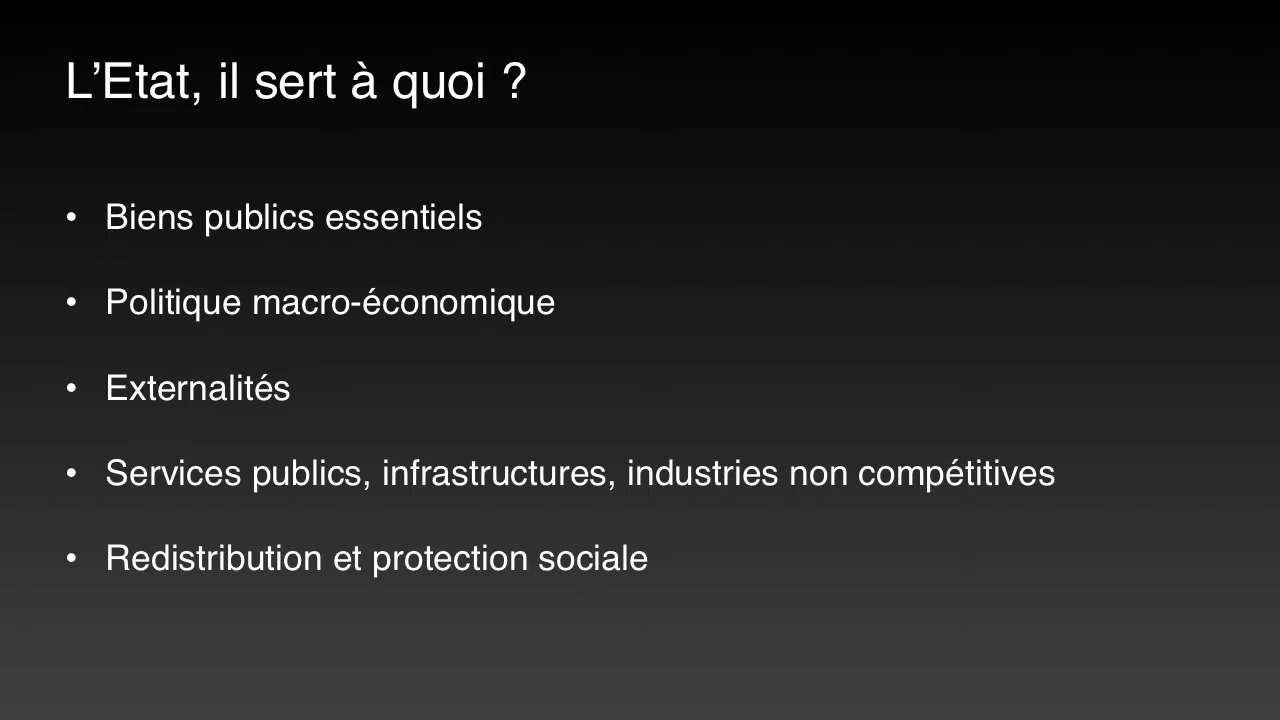 L’Etat, il sert à quoi ?
• Biens publics essentiels
• Politique macro-économique
• Externalités
• Services publics, infrastructures, industries non compétitives
• Redistribution et protection sociale